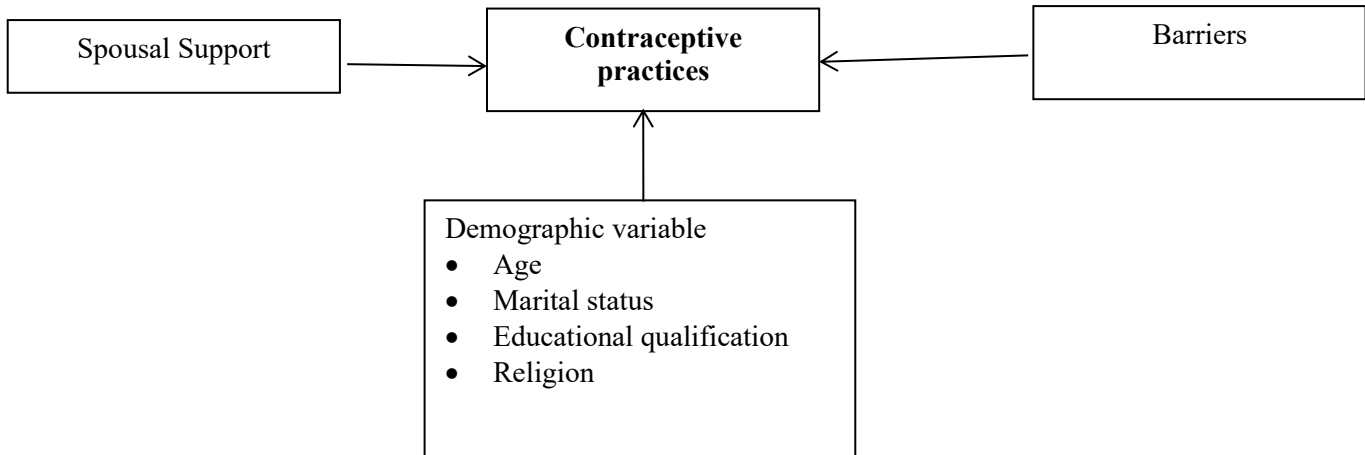 Spousal Support
Contraceptive
practices
Barriers
Demographic variable
• Age
• Marital status
• Educational qualification
• Religion